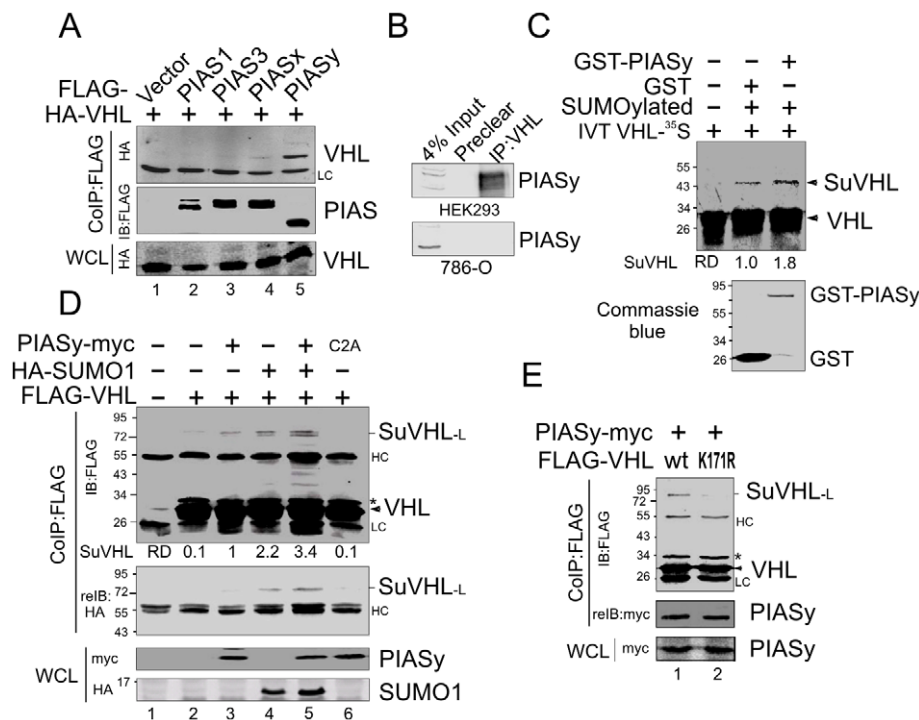 A
FLAG- Vector PIAS1 PIAS3 PIASx PIASy
HA-VHL + + + + +
CoIP:FLAG
HA
VHL
LC
IB:FLAG
PIAS
WCL HA
VHL
1 2 3 4 5
B
4% Input Preclear IP:VHL
PIASy
HEK293
PIASy
786-O
C
GST-PIASy – – +
GST – + –
SUMOylated – + +
IVT VHL-³⁵S + + +
55
43
34
26
SuVHL
VHL
SuVHL RD 1.0 1.8
Commassie blue
95
55
34
26
GST-PIASy
GST
D
PIASy-myc – – + – + C2A
HA-SUMO1 – – – + + –
FLAG-VHL – + + + + +
CoIP:FLAG
IB:FLAG
95
72
55
43
34
26
SuVHL-L
HC
*
VHL
LC
SuVHL RD 0.1 1 2.2 3.4 0.1
reIB:
HA
95
72
55
43
SuVHL-L
HC
WCL
myc
PIASy
HA
17
SUMO1
1 2 3 4 5 6
E
PIASy-myc + +
FLAG-VHL wt K171R
CoIP:FLAG
IB:FLAG
95
72
55
43
34
26
SuVHL-L
HC
*
VHL
LC
reIB:myc
PIASy
WCL myc
PIASy
1 2